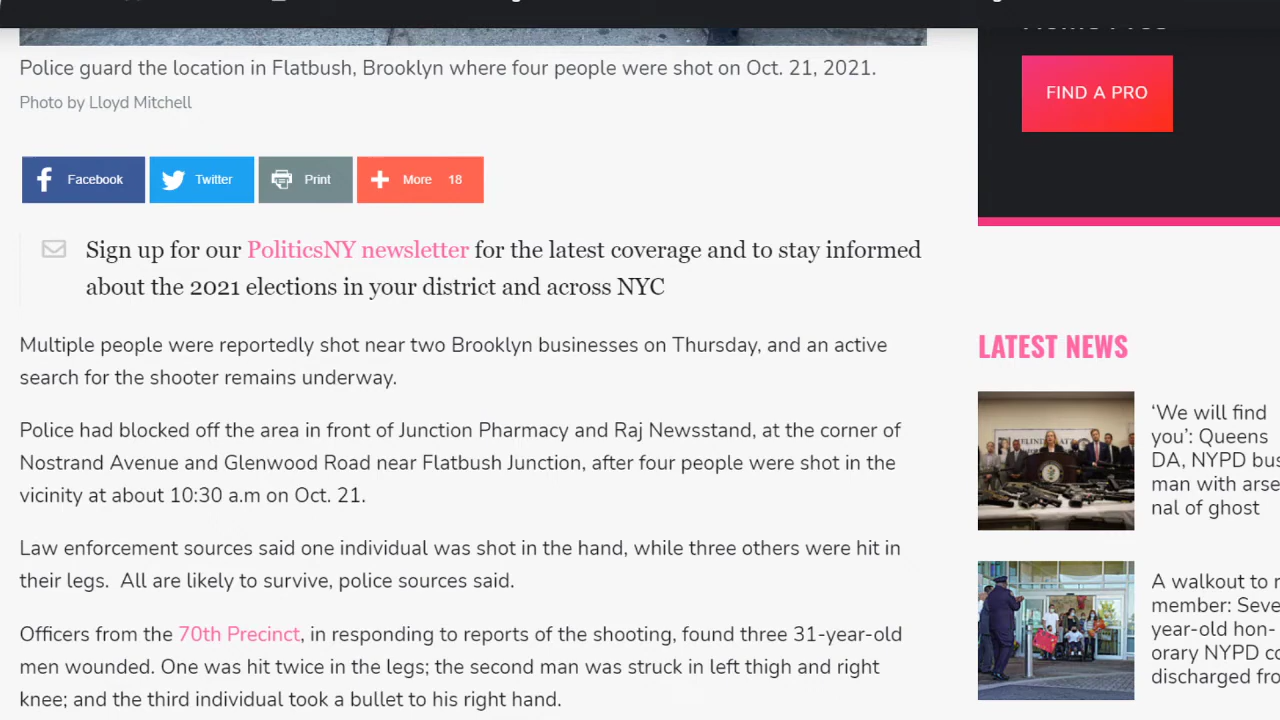 Police guard the location in Flatbush, Brooklyn where four people were shot on Oct. 21, 2021.
Photo by Lloyd Mitchell
Facebook
Twitter
Print
More 18
Sign up for our PoliticsNY newsletter for the latest coverage and to stay informed
about the 2021 elections in your district and across NYC
Multiple people were reportedly shot near two Brooklyn businesses on Thursday, and an active
search for the shooter remains underway.
Police had blocked off the area in front of Junction Pharmacy and Raj Newsstand, at the corner of
Nostrand Avenue and Glenwood Road near Flatbush Junction, after four people were shot in the
vicinity at about 10:30 a.m on Oct. 21.
Law enforcement sources said one individual was shot in the hand, while three others were hit in
their legs.  All are likely to survive, police sources said.
Officers from the 70th Precinct, in responding to reports of the shooting, found three 31-year-old
men wounded. One was hit twice in the legs; the second man was struck in left thigh and right
knee; and the third individual took a bullet to his right hand.
FIND A PRO
LATEST NEWS
‘We will find
you’: Queens
DA, NYPD bus
man with arse
nal of ghost
A walkout to r
member: Seve
year-old hon-
orary NYPD co
discharged fro